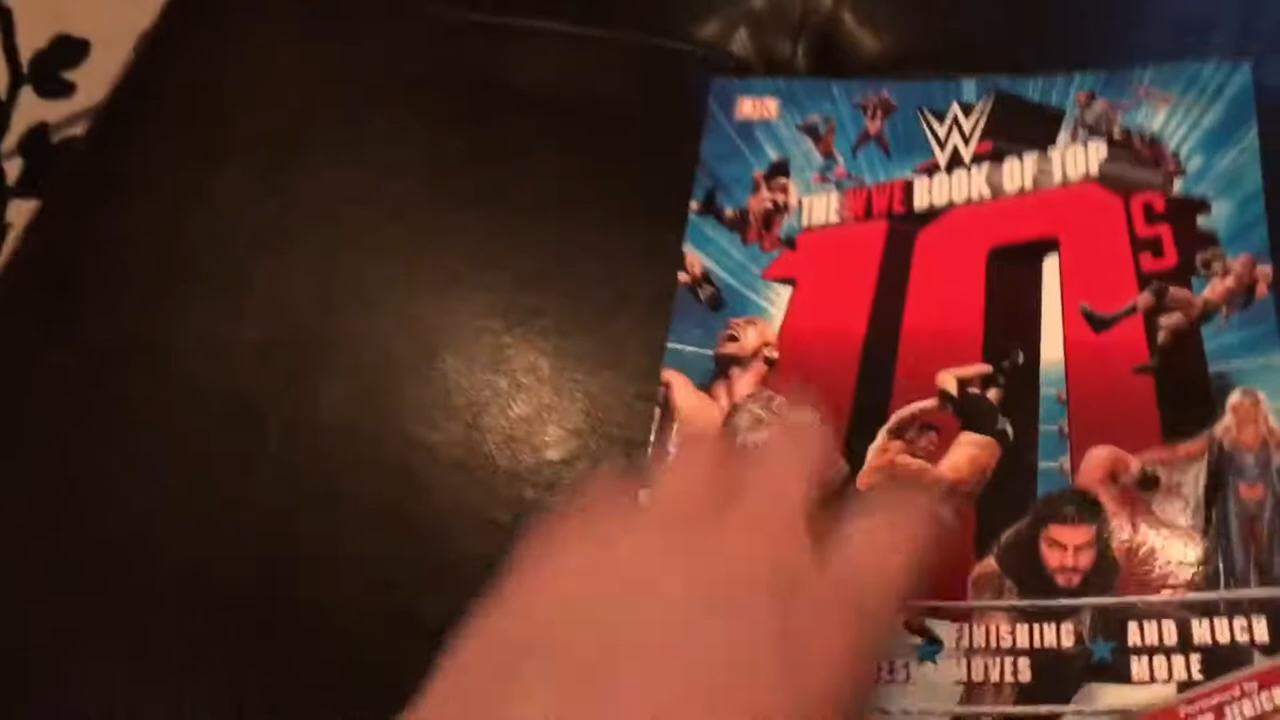 W
THE WWE BOOK OF TOP
10s
FINISHING
MOVES
AND MUCH
MORE